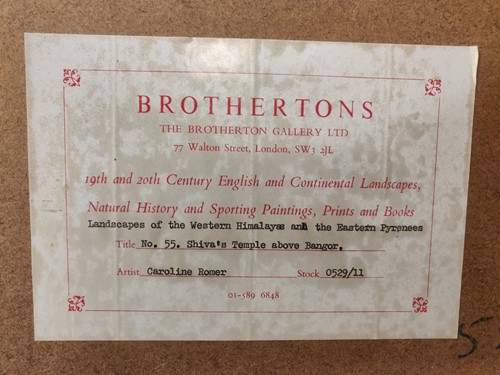 BROTHERTONS
THE BROTHERTON GALLERY LTD
77 Walton Street, London, SW3 2JL
19th and 20th Century English and Continental Landscapes,
Natural History and Sporting Paintings, Prints and Books
Landscapes of the Western Himalayas and the Eastern Pyrenees
Title No. 55. Shiva's Temple above Bangor.
Artist Caroline Romer Stock 0529/11
01-589 6848